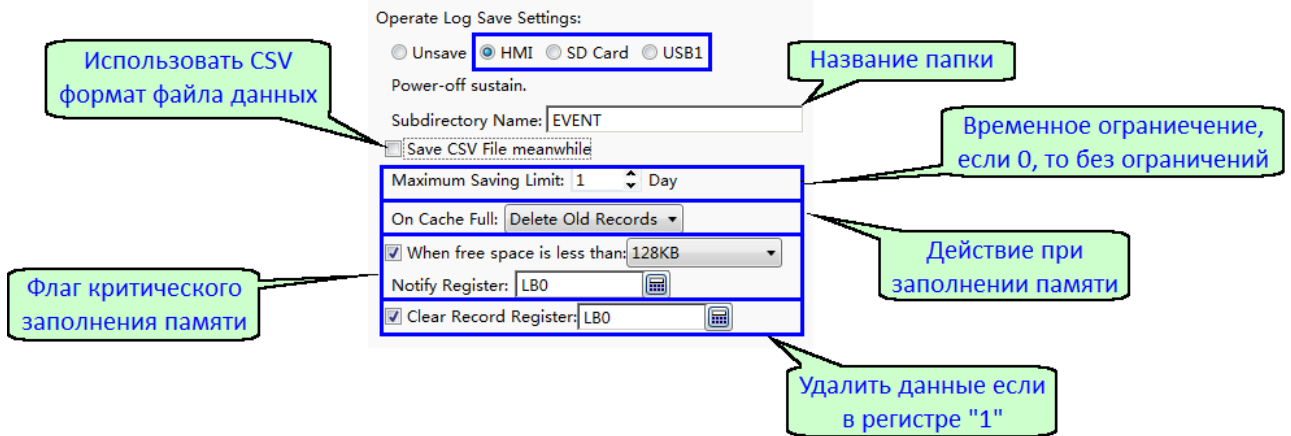 Operate Log Save Settings:
Unsave HMI SD Card USB1
Power-off sustain.
Subdirectory Name: EVENT
Save CSV File meanwhile
Maximum Saving Limit: 1 Day
On Cache Full: Delete Old Records
When free space is less than: 128KB
Notify Register: LB0
Clear Record Register: LB0
Использовать CSV
формат файла данных
Название папки
Временное ограниечение,
если 0, то без ограничений
Действие при
заполнении памяти
Флаг критического
заполнения памяти
Удалить данные если
в регистре "1"